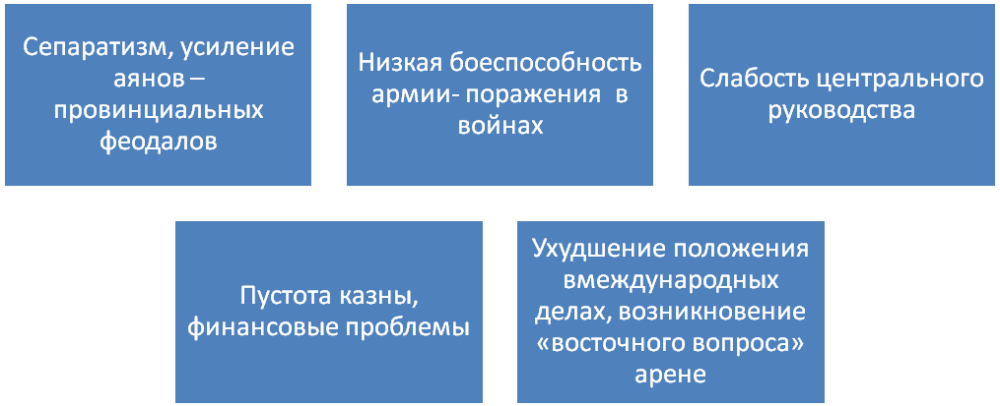 Сепаратизм, усиление
аянов –
провинциальных
феодалов
Низкая боеспособность
армии- поражения в
войнах
Слабость центрального
руководства
Пустота казны,
финансовые проблемы
Ухудшение положения
вмеждународных
делах, возникновение
«восточного вопроса»
арене